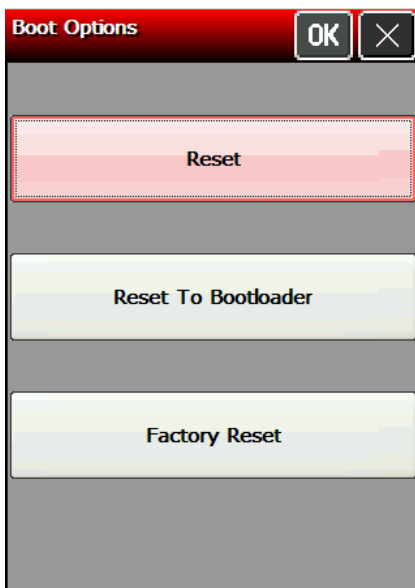 Boot Options
OK
Reset
Reset To Bootloader
Factory Reset